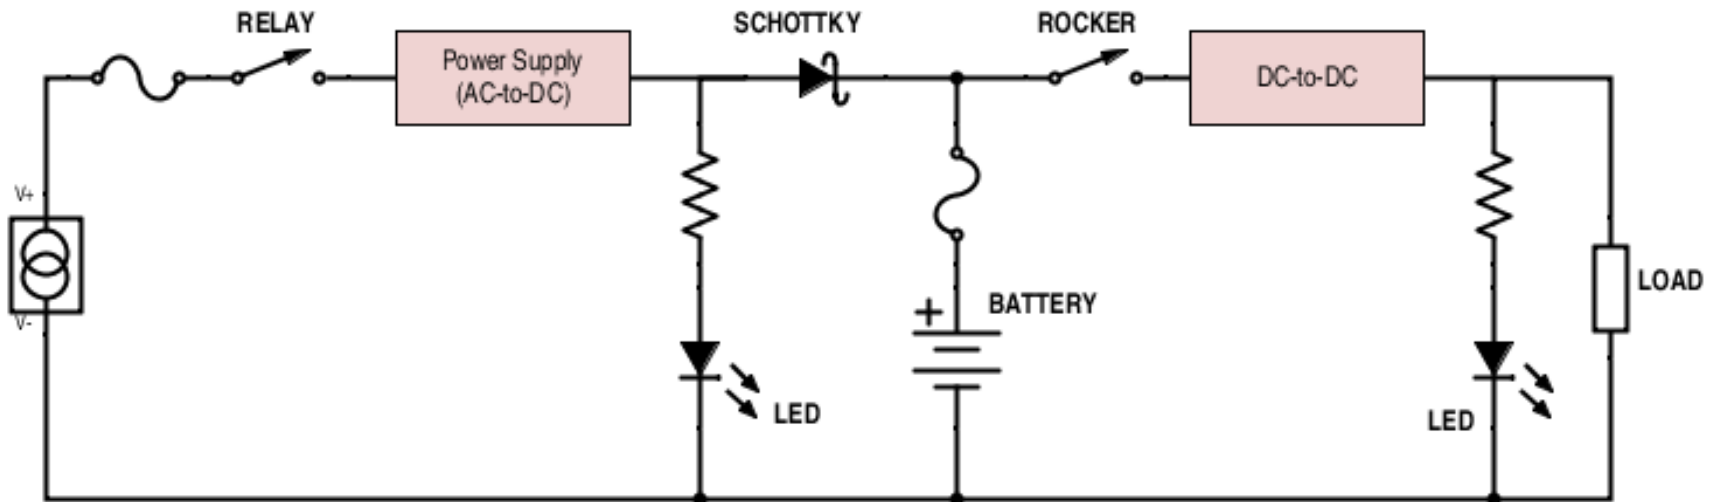 RELAY
SCHOTTKY
ROCKER
Power Supply
(AC-to-DC)
DC-to-DC
V+
V-
+
BATTERY
LOAD
LED
LED